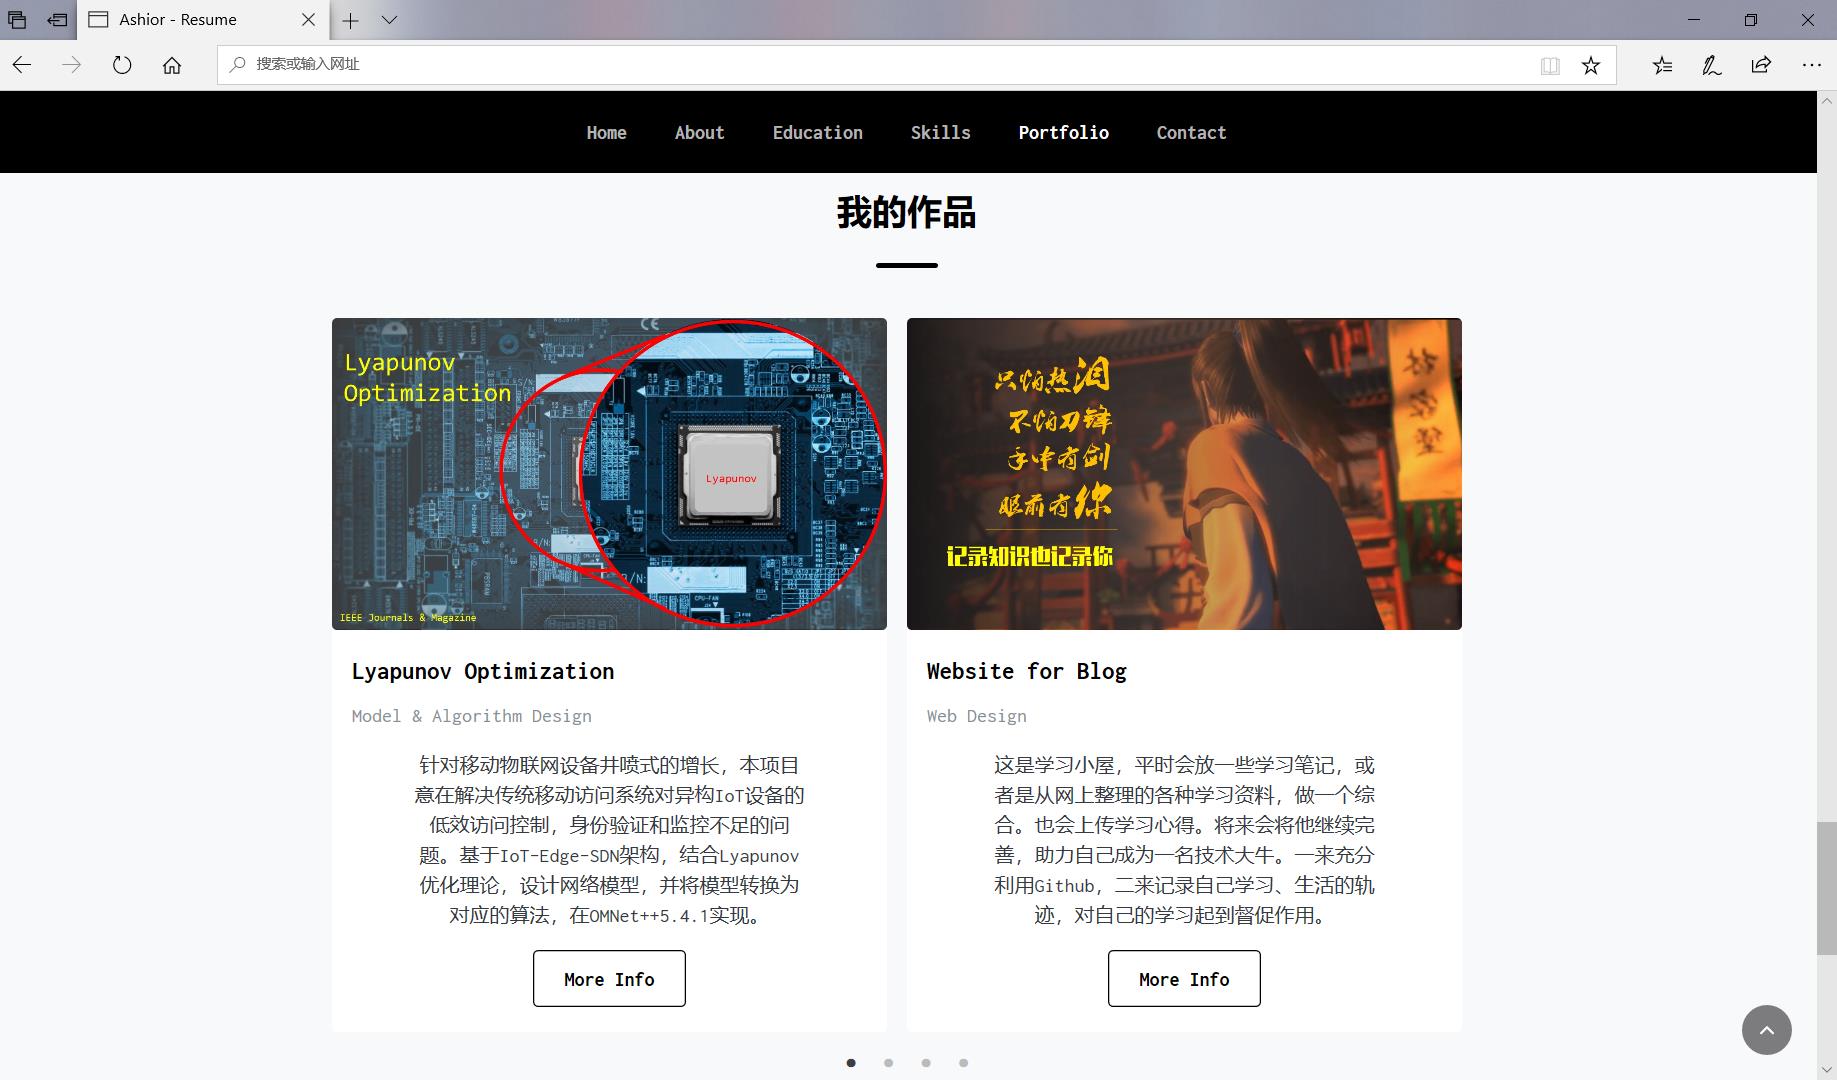 Ashior - Resume
搜索或输入网址
Home About Education Skills Portfolio Contact
我的作品
Lyapunov
Optimization
Lyapunov
CPU-FAN
IEEE Journals & Magazine
只怕热泪
不怕刀锋
手中有剑
眼前有你
记录知识也记录你
Lyapunov Optimization
Model & Algorithm Design
针对移动物联网设备井喷式的增长，本项目
意在解决传统移动访问系统对异构IoT设备的
低效访问控制，身份验证和监控不足的问
题。基于IoT-Edge-SDN架构，结合Lyapunov
优化理论，设计网络模型，并将模型转换为
对应的算法，在OMNet++5.4.1实现。
More Info
Website for Blog
Web Design
这是学习小屋，平时会放一些学习笔记，或
者是从网上整理的各种学习资料，做一个综
合。也会上传学习心得。将来会将他继续完
善，助力自己成为一名技术大牛。一来充分
利用Github，二来记录自己学习、生活的轨
迹，对自己的学习起到督促作用。
More Info